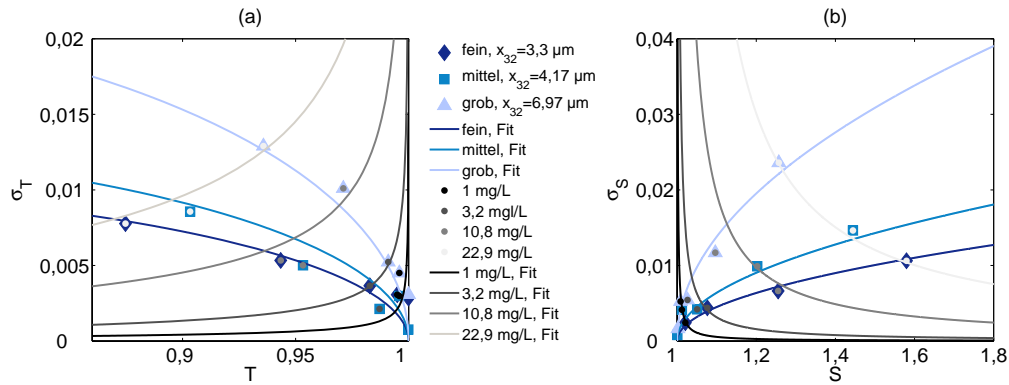 (a)
(b)
0,02
0,015
0,01
0,005
0
σT
0,9
0,95
1
T
fein, x32=3,3 µm
mittel, x32=4,17 µm
grob, x32=6,97 µm
fein, Fit
mittel, Fit
grob, Fit
1 mg/L
3,2 mgl/L
10,8 mg/L
22,9 mg/L
1 mg/L, Fit
3,2 mg/L, Fit
10,8 mg/L, Fit
22,9 mg/L, Fit
0,04
0,03
0,02
0,01
0
σS
1
1,2
1,4
1,6
1,8
S